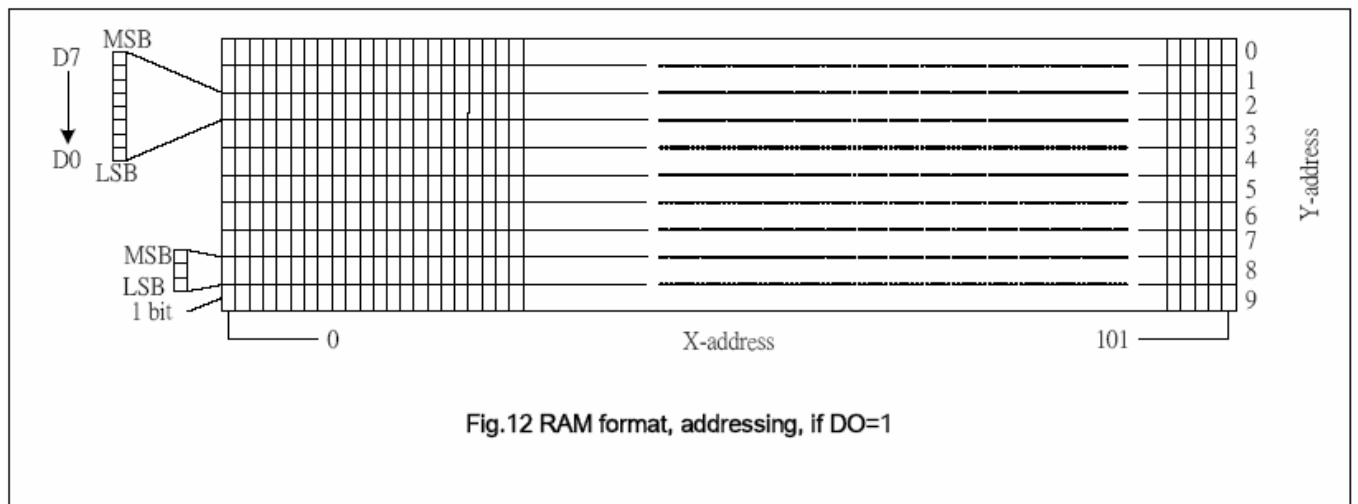 MSB
D7
D0
LSB
MSB
LSB
1 bit
0
1
2
3
4
5
6
7
8
9
Y-address
0
X-address
101
Fig.12 RAM format, addressing, if DO=1